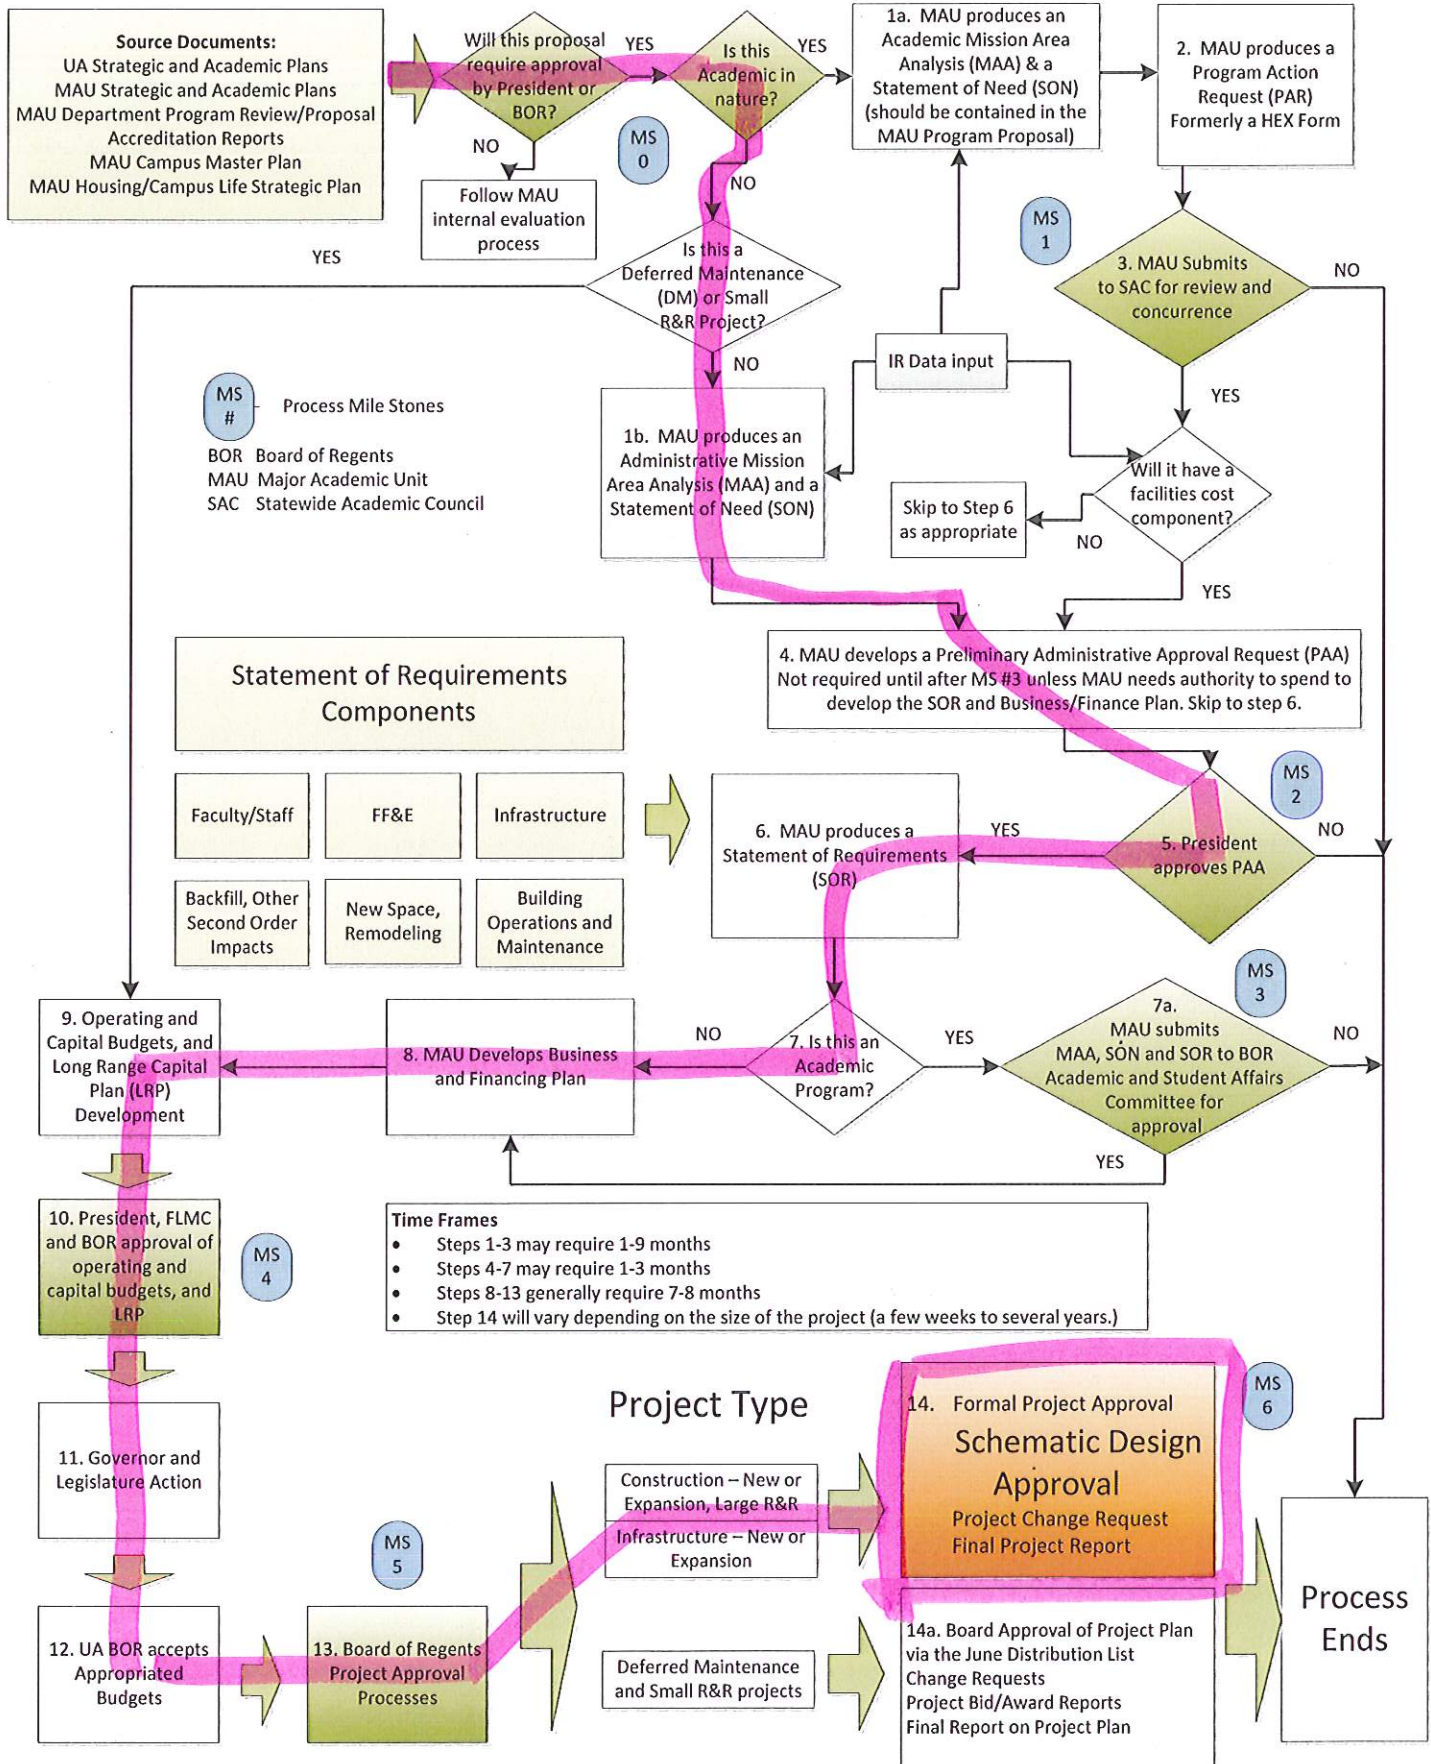 Source Documents:
UA Strategic and Academic Plans
MAU Strategic and Academic Plans
MAU Department Program Review/Proposal
Accreditation Reports
MAU Campus Master Plan
MAU Housing/Campus Life Strategic Plan
Will this proposal
require approval
by President or
BOR?
YES
NO
Follow MAU
internal evaluation
process
MS
0
Is this
Academic in
nature?
YES
NO
1a. MAU produces an
Academic Mission Area
Analysis (MAA) & a
Statement of Need (SON)
(should be contained in the
MAU Program Proposal)
2. MAU produces a
Program Action
Request (PAR)
Formerly a HEX Form
MS
1
3. MAU Submits
to SAC for review and
concurrence
NO
YES
YES
Is this a
Deferred Maintenance
(DM) or Small
R&R Project?
NO
IR Data input
MS
#
Process Mile Stones
BOR Board of Regents
MAU Major Academic Unit
SAC Statewide Academic Council
1b. MAU produces an
Administrative Mission
Area Analysis (MAA) and a
Statement of Need (SON)
Will it have a
facilities cost
component?
NO
Skip to Step 6
as appropriate
YES
4. MAU develops a Preliminary Administrative Approval Request (PAA)
Not required until after MS #3 unless MAU needs authority to spend to
develop the SOR and Business/Finance Plan. Skip to step 6.
Statement of Requirements
Components
Faculty/Staff
FF&E
Infrastructure
Backfill, Other
Second Order
Impacts
New Space,
Remodeling
Building
Operations and
Maintenance
MS
2
5. President
approves PAA
NO
YES
6. MAU produces a
Statement of Requirements
(SOR)
MS
3
7. Is this an
Academic
Program?
YES
NO
7a.
MAU submits
MAA, SON and SOR to BOR
Academic and Student Affairs
Committee for
approval
NO
YES
8. MAU Develops Business
and Financing Plan
9. Operating and
Capital Budgets, and
Long Range Capital
Plan (LRP)
Development
10. President, FLMC
and BOR approval of
operating and
capital budgets, and
LRP
MS
4
Time Frames
• Steps 1-3 may require 1-9 months
• Steps 4-7 may require 1-3 months
• Steps 8-13 generally require 7-8 months
• Step 14 will vary depending on the size of the project (a few weeks to several years.)
11. Governor and
Legislature Action
12. UA BOR accepts
Appropriated
Budgets
MS
5
13. Board of Regents
Project Approval
Processes
Project Type
Construction – New or
Expansion, Large R&R
Infrastructure – New or
Expansion
Deferred Maintenance
and Small R&R projects
MS
6
14. Formal Project Approval
Schematic Design
Approval
Project Change Request
Final Project Report
14a. Board Approval of Project Plan
via the June Distribution List
Change Requests
Project Bid/Award Reports
Final Report on Project Plan
Process
Ends